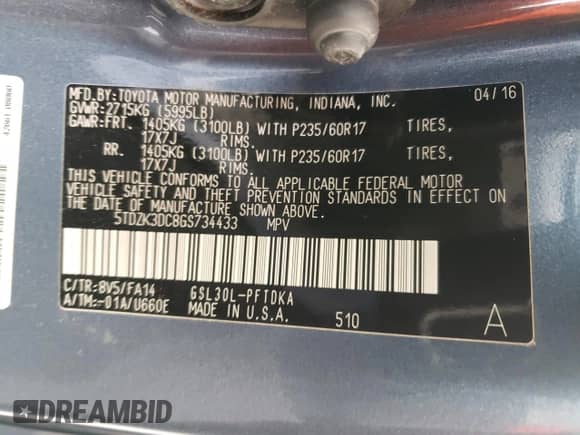 MFD.BY:TOYOTA MOTOR MANUFACTURING, INDIANA, INC. 04/16
GVWR:2715KG (5995LB)
GAWR:FRT. 1405KG (3100LB) WITH P235/60R17 TIRES,
17X7J RIMS.
RR. 1405KG (3100LB) WITH P235/60R17 TIRES,
17X7J RIMS.
THIS VEHICLE CONFORMS TO ALL APPLICABLE FEDERAL MOTOR
VEHICLE SAFETY AND THEFT PREVENTION STANDARDS IN EFFECT ON
THE DATE OF MANUFACTURE SHOWN ABOVE.
5TDZK3DC8GS734433 MPV
C/TR:8V5/FA14 GSL30L-PFTDKA
A/TM:-01A/U660E MADE IN U.S.A. 510 A
DREAMBID